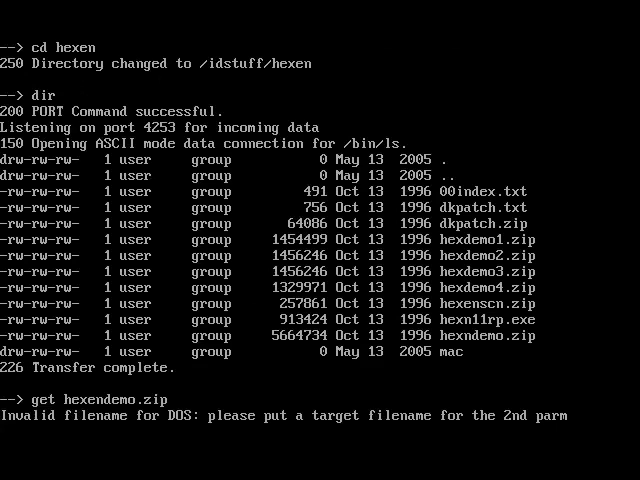 --> cd hexen
250 Directory changed to /idstuff/hexen
--> dir
200 PORT Command successful.
Listening on port 4253 for incoming data
150 Opening ASCII mode data connection for /bin/ls.
drw-rw-rw-   1 user     group           0 May 13  2005 .
drw-rw-rw-   1 user     group           0 May 13  2005 ..
-rw-rw-rw-   1 user     group         491 Oct 13  1996 00index.txt
-rw-rw-rw-   1 user     group         756 Oct 13  1996 dkpatch.txt
-rw-rw-rw-   1 user     group       64086 Oct 13  1996 dkpatch.zip
-rw-rw-rw-   1 user     group     1454499 Oct 13  1996 hexdemo1.zip
-rw-rw-rw-   1 user     group     1456246 Oct 13  1996 hexdemo2.zip
-rw-rw-rw-   1 user     group     1456246 Oct 13  1996 hexdemo3.zip
-rw-rw-rw-   1 user     group     1329971 Oct 13  1996 hexdemo4.zip
-rw-rw-rw-   1 user     group      257861 Oct 13  1996 hexenscn.zip
-rw-rw-rw-   1 user     group      913424 Oct 13  1996 hexn11rp.exe
-rw-rw-rw-   1 user     group     5664734 Oct 13  1996 hexndemo.zip
drw-rw-rw-   1 user     group           0 May 13  2005 mac
226 Transfer complete.
--> get hexendemo.zip
Invalid filename for DOS: please put a target filename for the 2nd parm